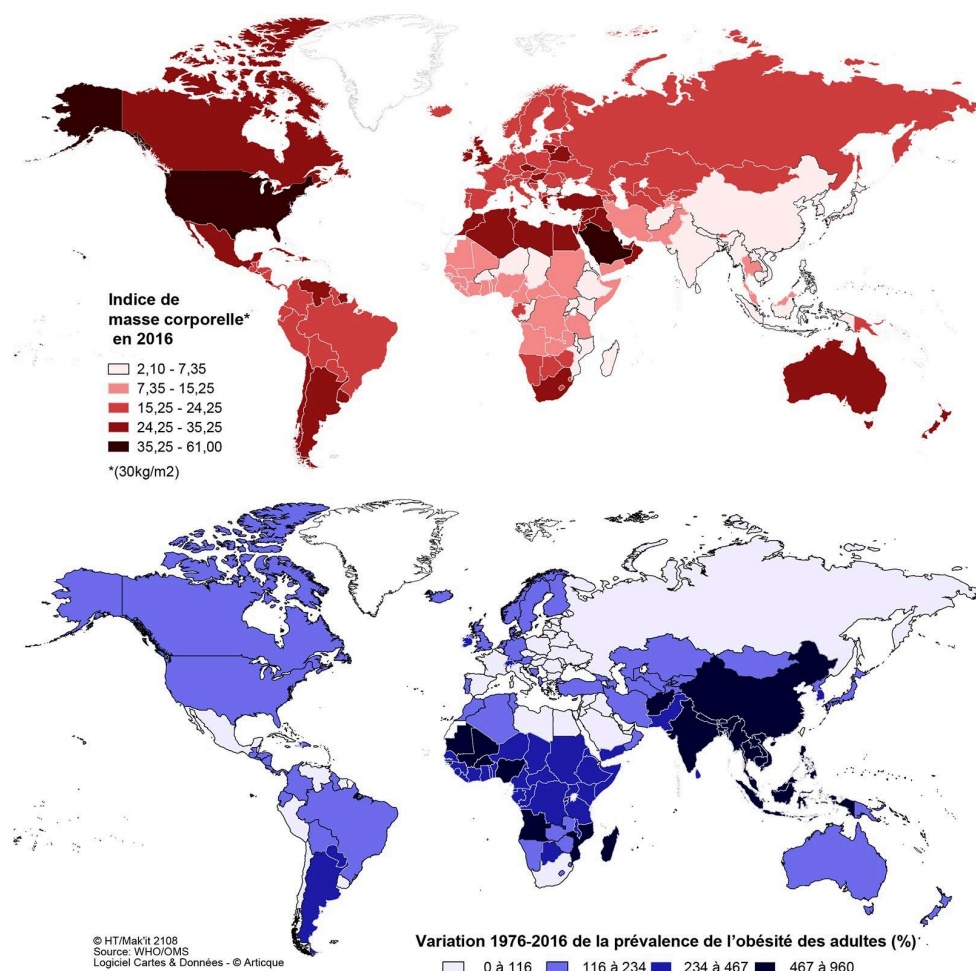 Indice de
masse corporelle*
en 2016
2,10 - 7,35
7,35 - 15,25
15,25 - 24,25
24,25 - 35,25
35,25 - 61,00
*(30kg/m2)
© HT/Mak'it 2108
Source: WHO/OMS
Logiciel Cartes & Données - © Articque
Variation 1976-2016 de la prévalence de l'obésité des adultes (%)
0 à 116 116 à 234 234 à 467 467 à 960